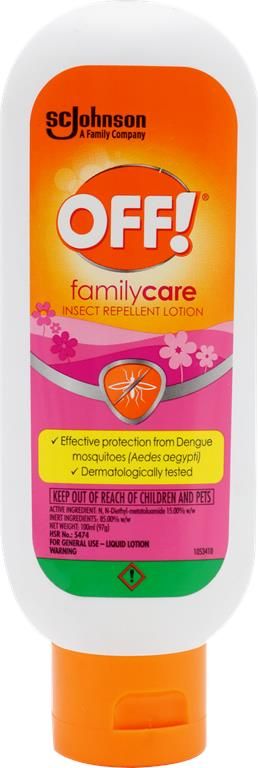 scJohnson
A Family Company
OFF!®
familycare
INSECT REPELLENT LOTION
✓ Effective protection from Dengue
mosquitoes (Aedes aegypti)
✓ Dermatologically tested
KEEP OUT OF REACH OF CHILDREN AND PETS
ACTIVE INGREDIENT: N, N-Diethyl-metatoluamide 15.00% w/w
INERT INGREDIENTS: 85.00% w/w
NET WEIGHT: 100ml (97g)
HSR No.: 5474
FOR GENERAL USE – LIQUID LOTION
WARNING
1053410